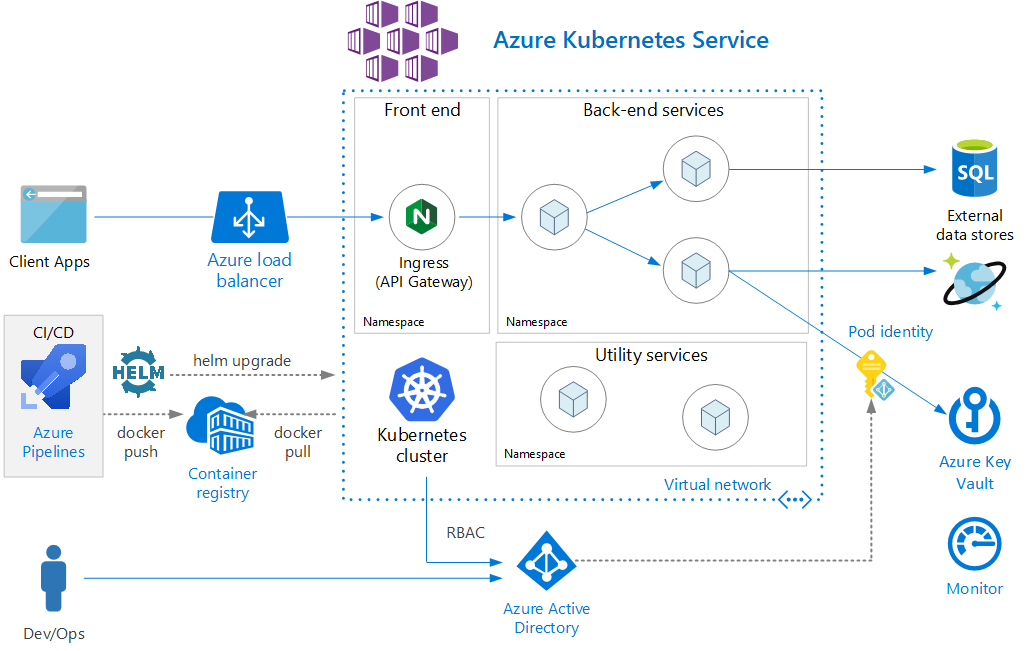 Azure Kubernetes Service
Front end
Back-end services
SQL
External
data stores
Client Apps
Azure load
balancer
N
Ingress
(API Gateway)
Namespace
Namespace
CI/CD
Azure
Pipelines
HELM
helm upgrade
docker
push
Container
registry
docker
pull
Kubernetes
cluster
Utility services
Namespace
Virtual network
Pod identity
Azure Key
Vault
Monitor
RBAC
Azure Active
Directory
Dev/Ops